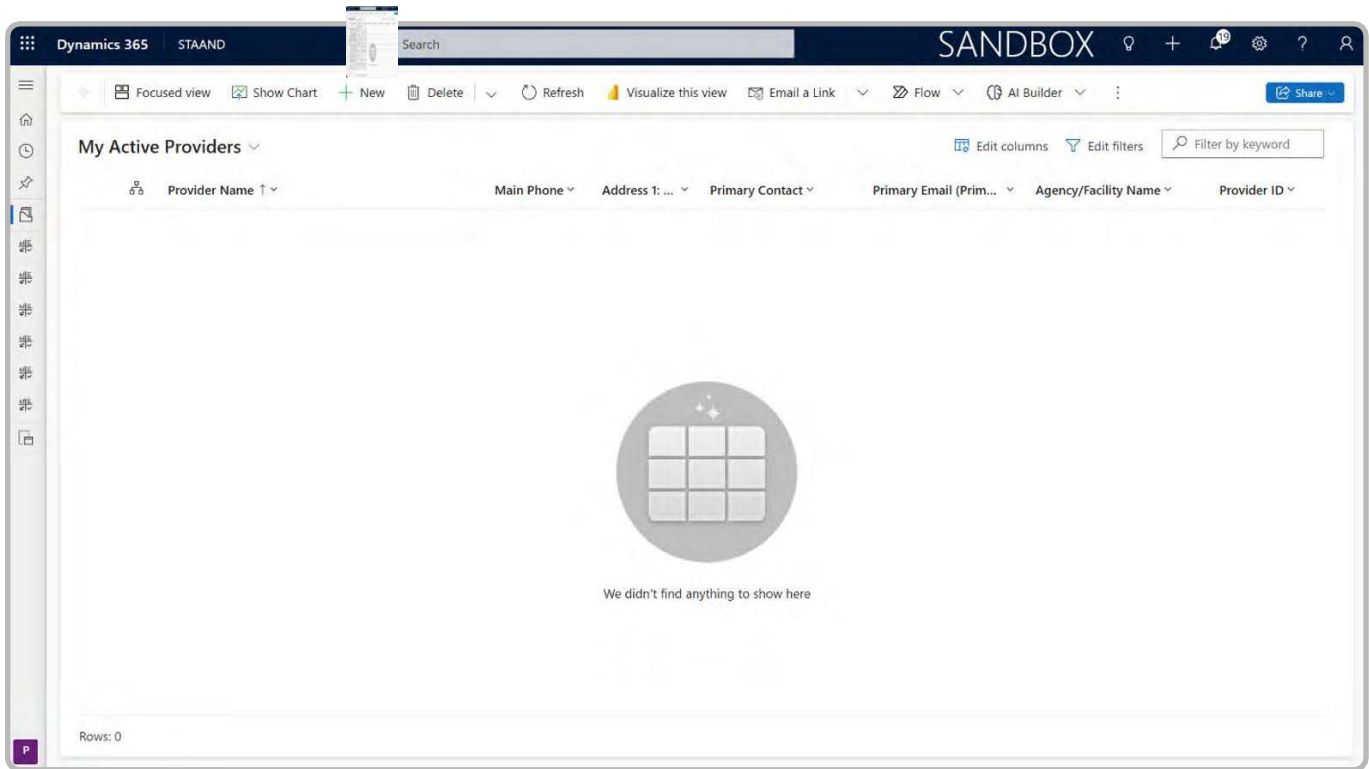 Dynamics 365 STAAND Search SANDBOX 19 ?
Focused view Show Chart New Delete Refresh Visualize this view Email a Link Flow AI Builder Share
My Active Providers Edit columns Edit filters Filter by keyword
Provider Name ↑ Main Phone Address 1: ... Primary Contact Primary Email (Prim... Agency/Facility Name Provider ID
We didn't find anything to show here
Rows: 0
P